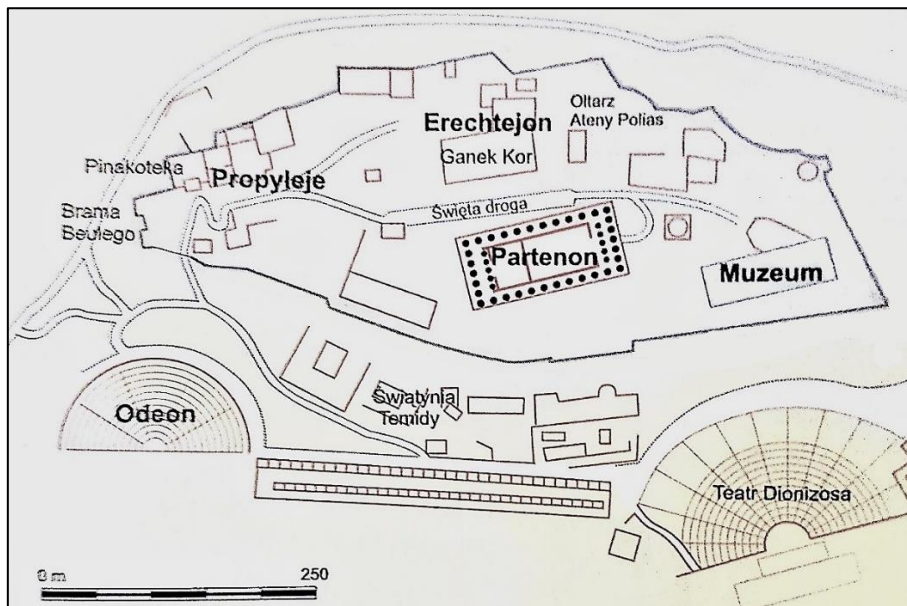 Erechtejon
Ganek Kor
Ołtarz
Ateny Polias
Pinakoteka
Propyleje
Brama
Beulego
Święta droga
Partenon
Muzeum
Odeon
Świątynia
Temidy
Teatr Dionizosa
0 m
250